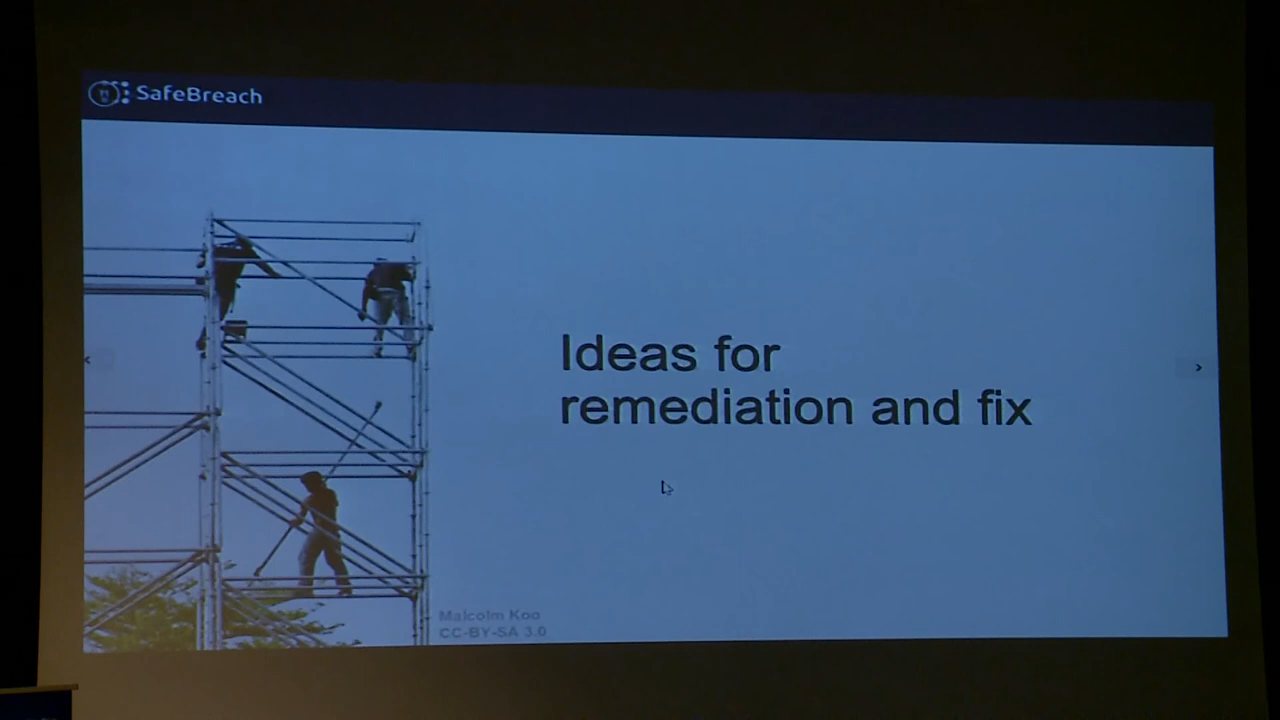 SafeBreach
Ideas for
remediation and fix
Malcolm Koo
CC-BY-SA 3.0